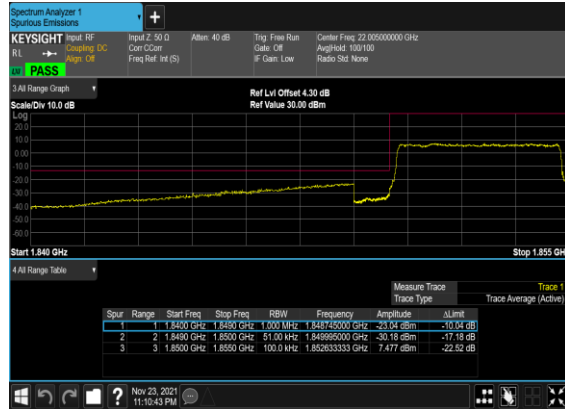 Spectrum Analyzer 1
Spurious Emissions
+
KEYSIGHT Input: RF Input Z: 50 Ω Atten: 40 dB Trig: Free Run Center Freq: 22.005000000 GHz
RL Coupling: DC Corr CCorr Gate: Off Avg|Hold: 100/100
Align: Off Freq Ref: Int (S) IF Gain: Low Radio Std: None
PASS
3 All Range Graph
Ref Lvl Offset 4.30 dB
Scale/Div 10.0 dB Ref Value 30.00 dBm
Log
20.0
10.0
0.00
-10.0
-20.0
-30.0
-40.0
-50.0
-60.0
Start 1.840 GHz Stop 1.855 GH
4 All Range Table
Measure Trace Trace 1
Trace Type Trace Average (Active)
Spur Range Start Freq Stop Freq RBW Frequency Amplitude ΔLimit
1 1 1.8400 GHz 1.8490 GHz 1.000 MHz 1.848745000 GHz -23.04 dBm -10.04 dB
2 2 1.8490 GHz 1.8500 GHz 51.00 kHz 1.849995000 GHz -30.18 dBm -17.18 dB
3 3 1.8500 GHz 1.8550 GHz 100.0 kHz 1.852633333 GHz 7.477 dBm -22.52 dB
? Nov 23, 2021
11:10:43 PM